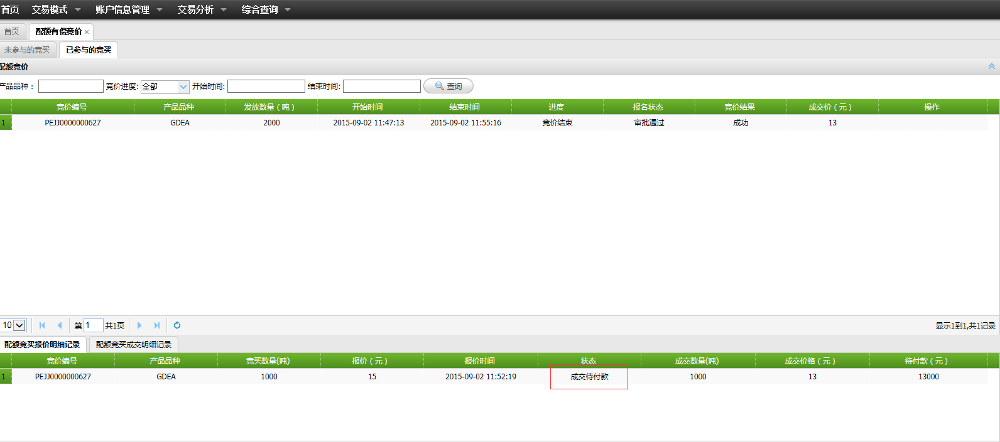 首页 交易模式 账户信息管理 交易分析 综合查询
首页 配额有偿竞价 ×
未参与的竞买 已参与的竞买
配额竞价
产品品种： 竞价进度: 全部 开始时间: 结束时间: 查询
竞价编号 产品品种 发放数量（吨） 开始时间 结束时间 进度 报名状态 竞价结果 成交价（元） 操作
1 PEJJ0000000627 GDEA 2000 2015-09-02 11:47:13 2015-09-02 11:55:16 竞价结束 审批通过 成功 13
10 第 1 共1页 显示1到1,共1记录
配额竞买报价明细记录 配额竞买成交明细记录
竞价编号 产品品种 竞买数量(吨) 报价（元） 报价时间 状态 成交数量(吨) 成交价格（元） 待付款（元）
1 PEJJ0000000627 GDEA 1000 15 2015-09-02 11:52:19 成交待付款 1000 13 13000